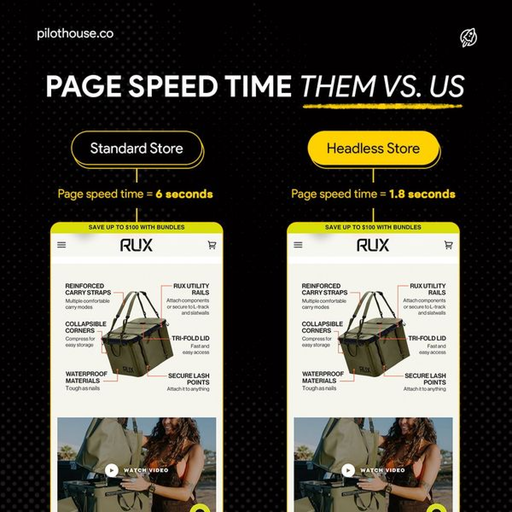 pilothouse.co
PAGE SPEED TIME THEM VS. US
Standard Store
Page speed time = 6 seconds
SAVE UP TO $100 WITH BUNDLES
RUX
REINFORCED
CARRY STRAPS
Multiple comfortable
carry modes
RUX UTILITY
RAILS
Attach components
or secure to L-track
and slatwalls
COLLAPSIBLE
CORNERS
Compress for
easy storage
TRI-FOLD LID
Fast and
easy access
WATERPROOF
MATERIALS
Tough as nails
SECURE LASH
POINTS
Attach it to anything
RUX
WATCH VIDEO
Headless Store
Page speed time = 1.8 seconds
SAVE UP TO $100 WITH BUNDLES
RUX
REINFORCED
CARRY STRAPS
Multiple comfortable
carry modes
RUX UTILITY
RAILS
Attach components
or secure to L-track
and slatwalls
COLLAPSIBLE
CORNERS
Compress for
easy storage
TRI-FOLD LID
Fast and
easy access
WATERPROOF
MATERIALS
Tough as nails
SECURE LASH
POINTS
Attach it to anything
RUX
WATCH VIDEO